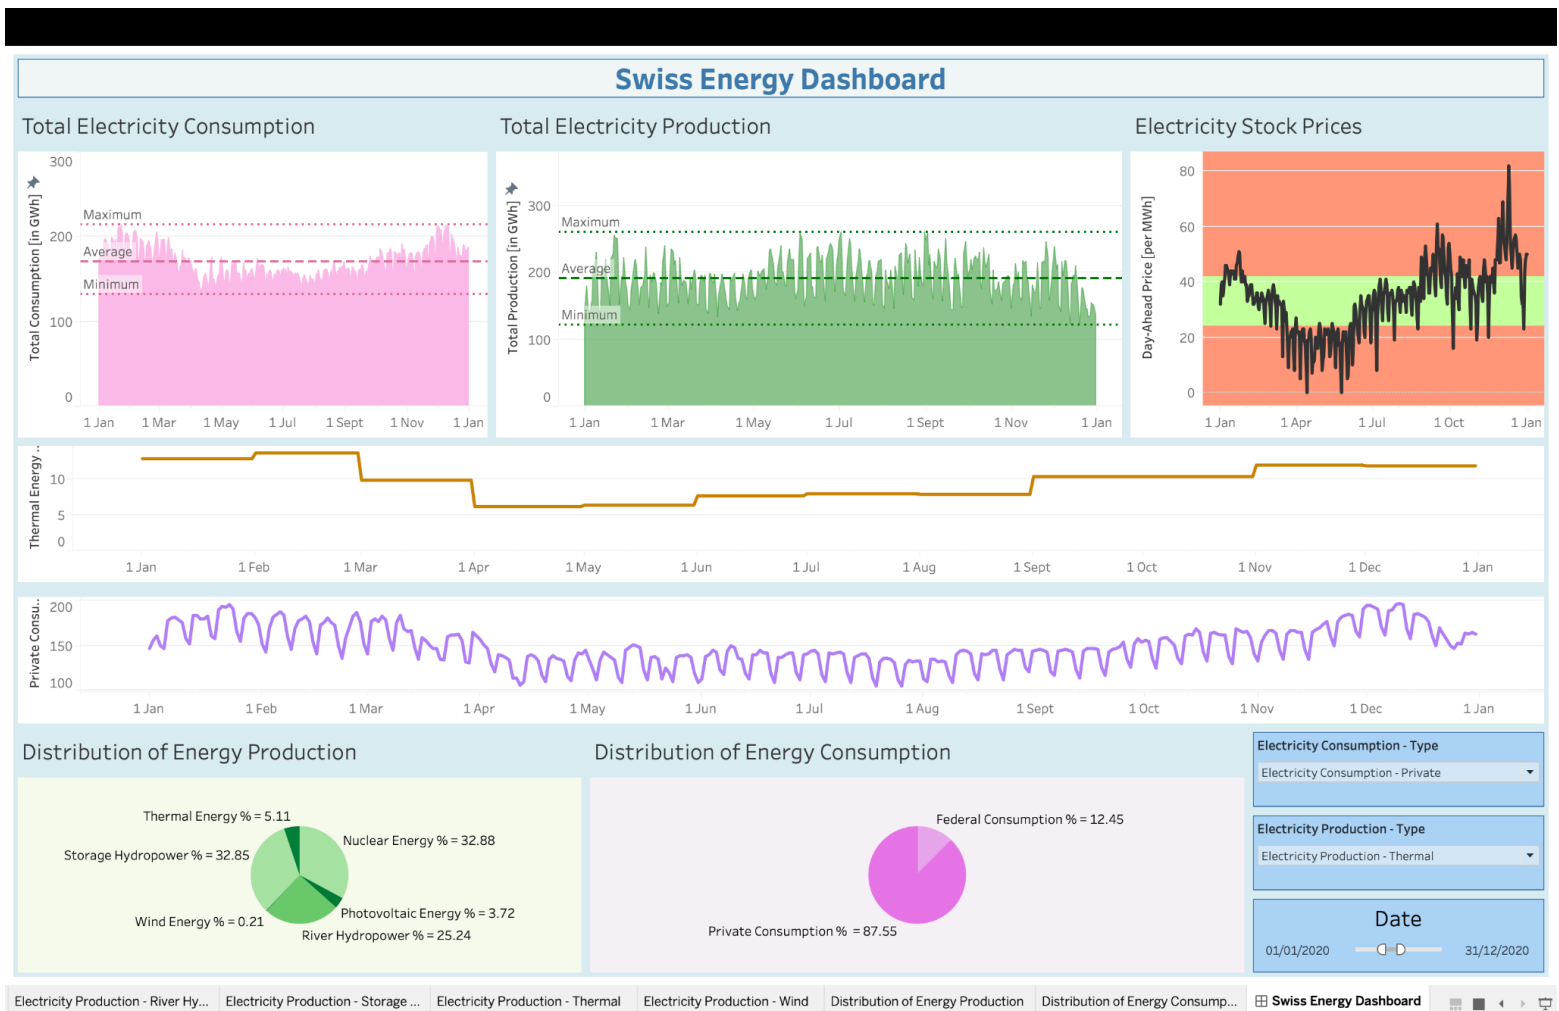 Swiss Energy Dashboard
Total Electricity Consumption
Total Electricity Production
Electricity Stock Prices
Total Consumption [in GWh]
300
200
100
0
Maximum
Average
Minimum
1 Jan 1 Mar 1 May 1 Jul 1 Sept 1 Nov 1 Jan
Total Production [in GWh]
300
200
100
0
Maximum
Average
Minimum
1 Jan 1 Mar 1 May 1 Jul 1 Sept 1 Nov 1 Jan
Day-Ahead Price [per MWh]
80
60
40
20
0
1 Jan 1 Apr 1 Jul 1 Oct 1 Jan
Thermal Energy ..
10
5
0
1 Jan 1 Feb 1 Mar 1 Apr 1 May 1 Jun 1 Jul 1 Aug 1 Sept 1 Oct 1 Nov 1 Dec 1 Jan
Private Consu..
200
150
100
1 Jan 1 Feb 1 Mar 1 Apr 1 May 1 Jun 1 Jul 1 Aug 1 Sept 1 Oct 1 Nov 1 Dec 1 Jan
Distribution of Energy Production
Thermal Energy % = 5.11
Nuclear Energy % = 32.88
Storage Hydropower % = 32.85
Photovoltaic Energy % = 3.72
Wind Energy % = 0.21
River Hydropower % = 25.24
Distribution of Energy Consumption
Federal Consumption % = 12.45
Private Consumption % = 87.55
Electricity Consumption - Type
Electricity Consumption - Private
Electricity Production - Type
Electricity Production - Thermal
Date
01/01/2020 31/12/2020
Electricity Production - River Hy... Electricity Production - Storage ... Electricity Production - Thermal Electricity Production - Wind Distribution of Energy Production Distribution of Energy Consump... Swiss Energy Dashboard